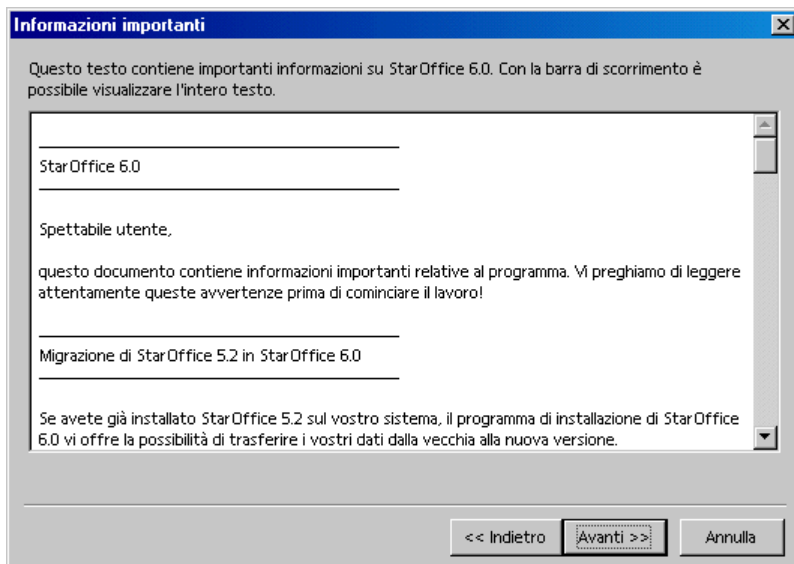 Informazioni importanti
Questo testo contiene importanti informazioni su StarOffice 6.0. Con la barra di scorrimento è
possibile visualizzare l'intero testo.
StarOffice 6.0
Spettabile utente,
questo documento contiene informazioni importanti relative al programma. Vi preghiamo di leggere
attentamente queste avvertenze prima di cominciare il lavoro!
Migrazione di StarOffice 5.2 in StarOffice 6.0
Se avete già installato StarOffice 5.2 sul vostro sistema, il programma di installazione di StarOffice
6.0 vi offre la possibilità di trasferire i vostri dati dalla vecchia alla nuova versione.
<< Indietro Avanti >> Annulla